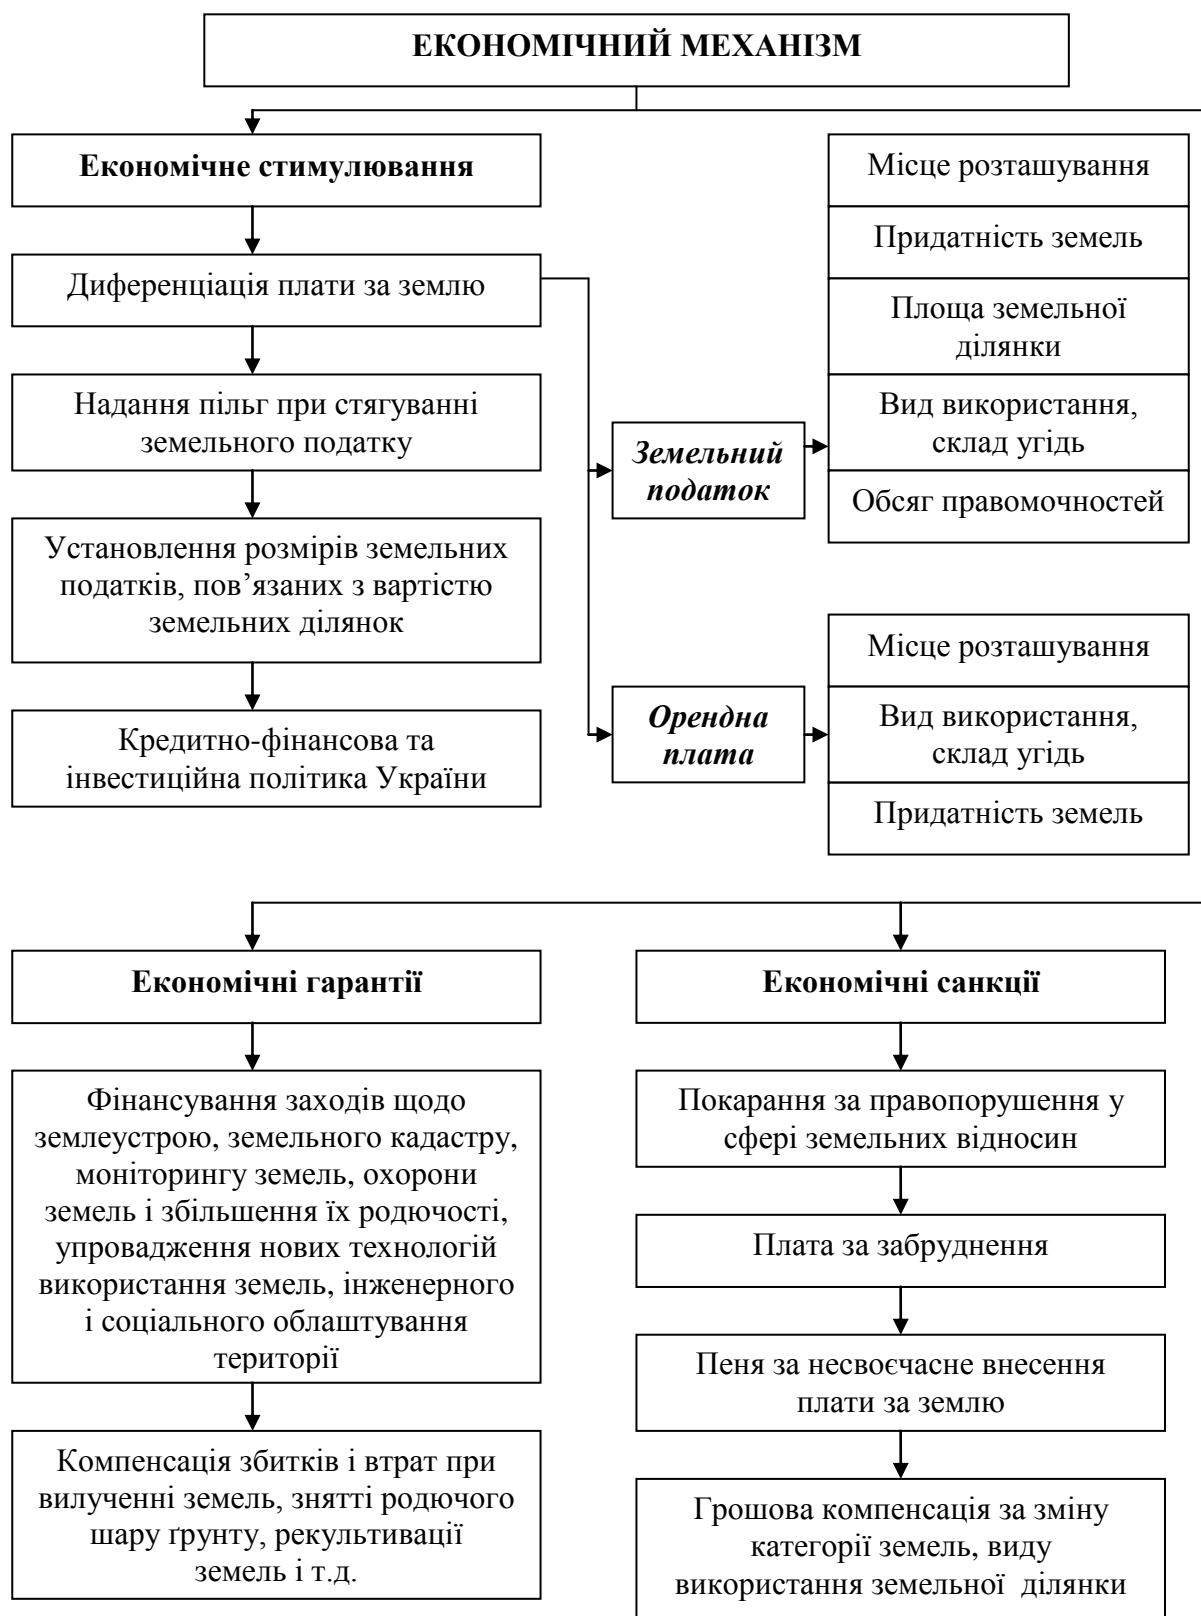 ЕКОНОМІЧНИЙ МЕХАНІЗМ
Економічне стимулювання
Диференціація плати за землю
Надання пільг при стягуванні
земельного податку
Установлення розмірів земельних
податків, пов’язаних з вартістю
земельних ділянок
Кредитно-фінансова та
інвестиційна політика України
Земельний
податок
Місце розташування
Придатність земель
Площа земельної
ділянки
Вид використання,
склад угідь
Обсяг правомочностей
Орендна
плата
Місце розташування
Вид використання,
склад угідь
Придатність земель
Економічні гарантії
Фінансування заходів щодо
землеустрою, земельного кадастру,
моніторингу земель, охорони
земель і збільшення їх родючості,
упровадження нових технологій
використання земель, інженерного
і соціального облаштування
території
Компенсація збитків і втрат при
вилученні земель, знятті родючого
шару ґрунту, рекультивації
земель і т.д.
Економічні санкції
Покарання за правопорушення у
сфері земельних відносин
Плата за забруднення
Пеня за несвоєчасне внесення
плати за землю
Грошова компенсація за зміну
категорії земель, виду
використання земельної ділянки